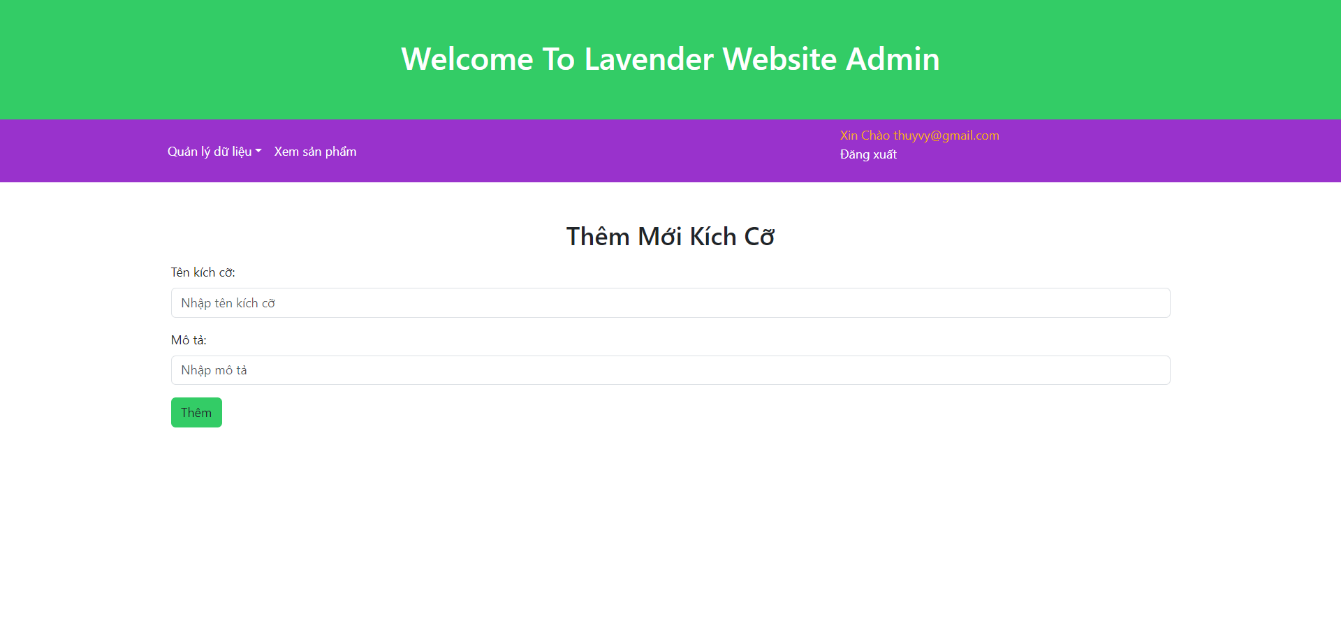 Welcome To Lavender Website Admin
Quản lý dữ liệu Xem sản phẩm
Xin Chào thuyvy@gmail.com
Đăng xuất
Thêm Mới Kích Cỡ
Tên kích cỡ:
Nhập tên kích cỡ
Mô tả:
Nhập mô tả
Thêm